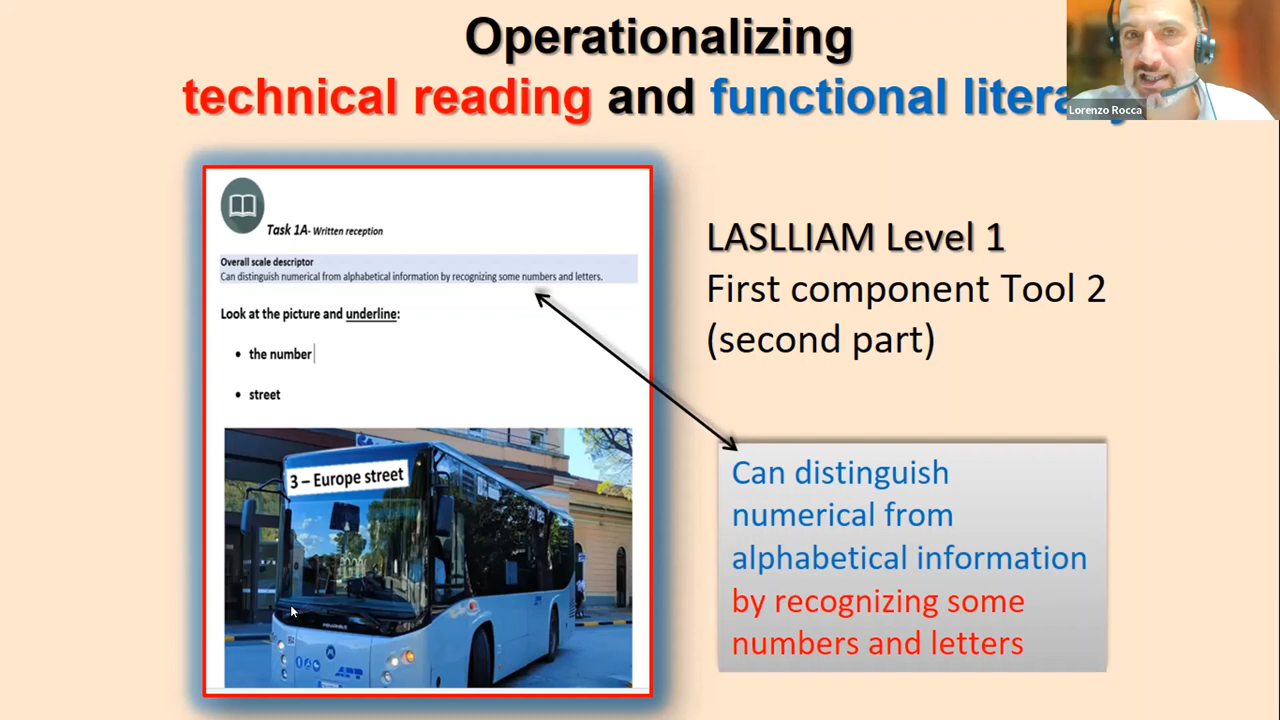 Operationalizing
technical reading and functional litera
Lorenzo Rocca
Task 1A- Written reception
Overall scale descriptor
Can distinguish numerical from alphabetical information by recognizing some numbers and letters.
Look at the picture and underline:
• the number
• street
3 – Europe street
LASLLIAM Level 1
First component Tool 2
(second part)
Can distinguish
numerical from
alphabetical information
by recognizing some
numbers and letters